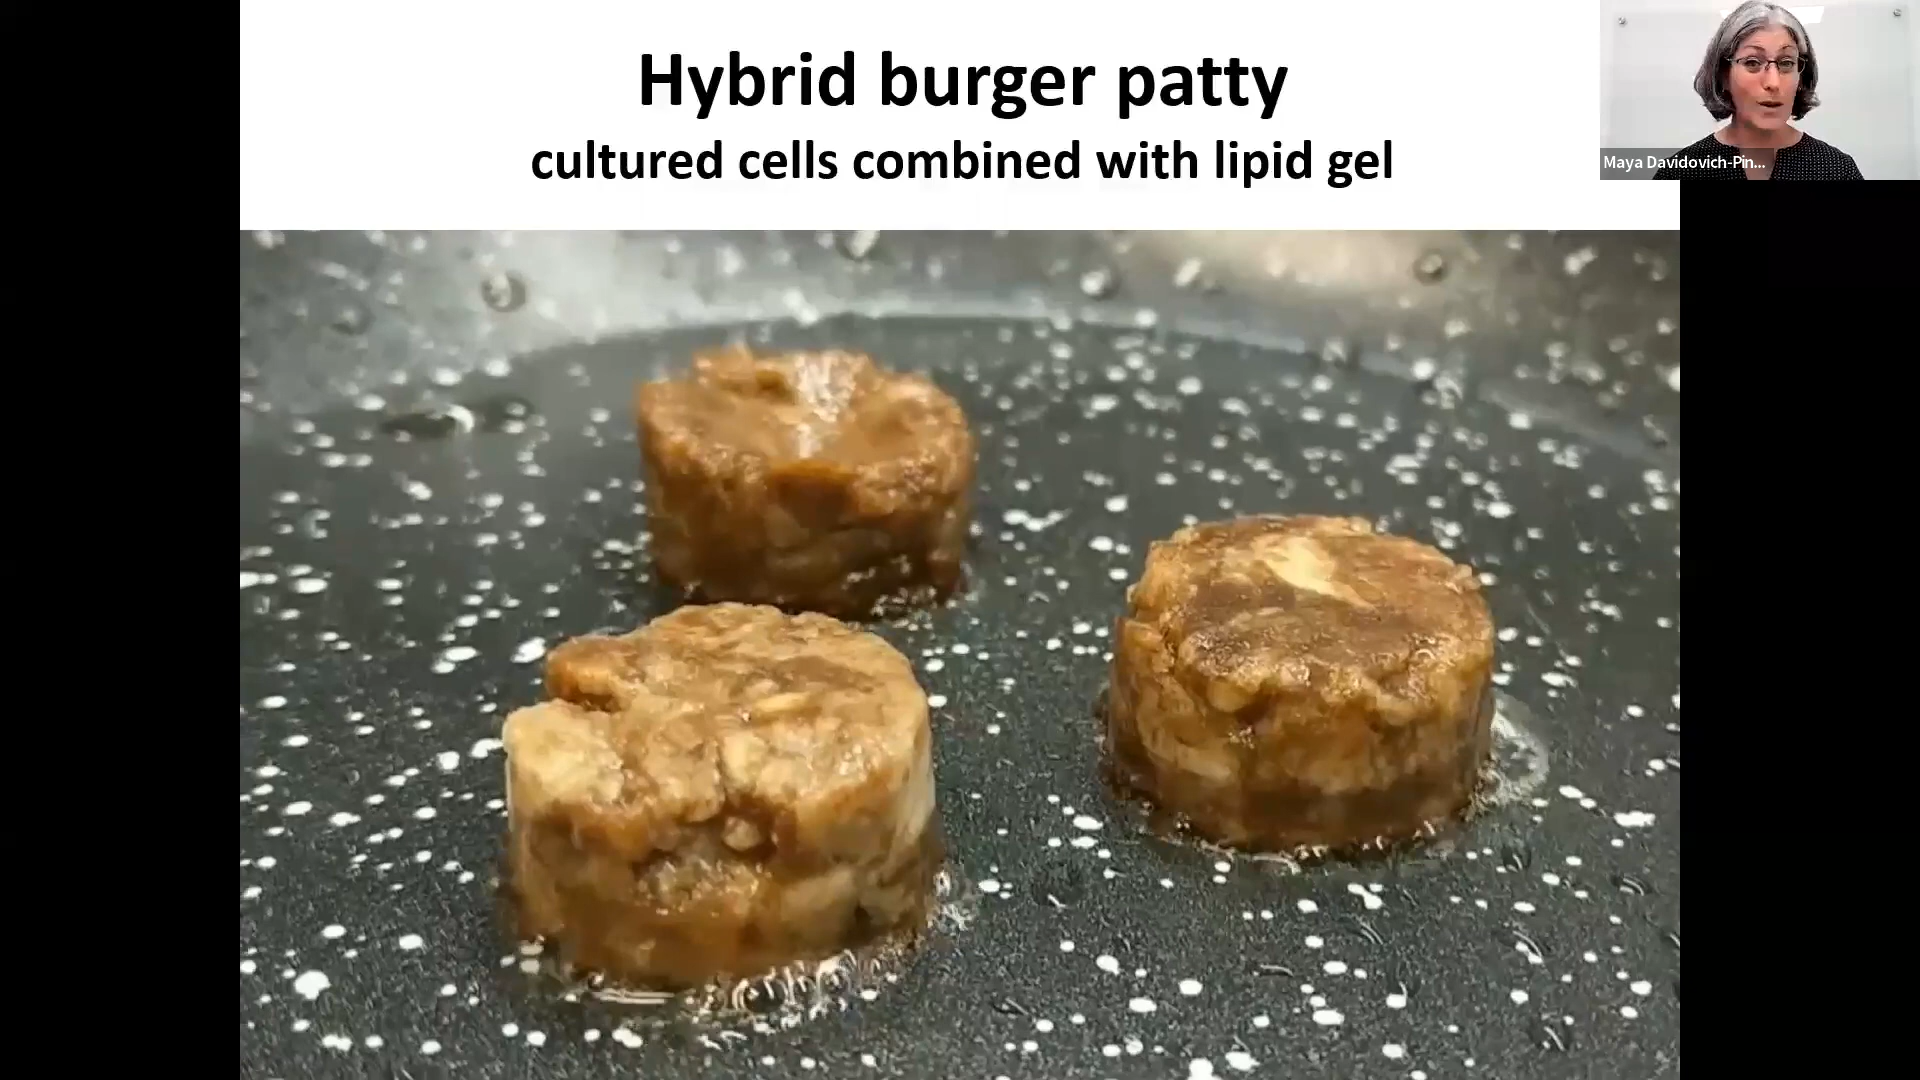 Hybrid burger patty
cultured cells combined with lipid gel
Maya Davidovich-Pin...